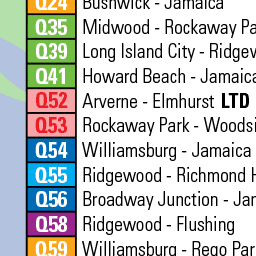 Q24 Bushwick - Jamaica
Q35 Midwood - Rockaway Pa
Q39 Long Island City - Ridgew
Q41 Howard Beach - Jamaica
Q52 Arverne - Elmhurst LTD
Q53 Rockaway Park - Woodsi
Q54 Williamsburg - Jamaica
Q55 Ridgewood - Richmond H
Q56 Broadway Junction - Jam
Q58 Ridgewood - Flushing
Q59 Williamsburg - Rego Par